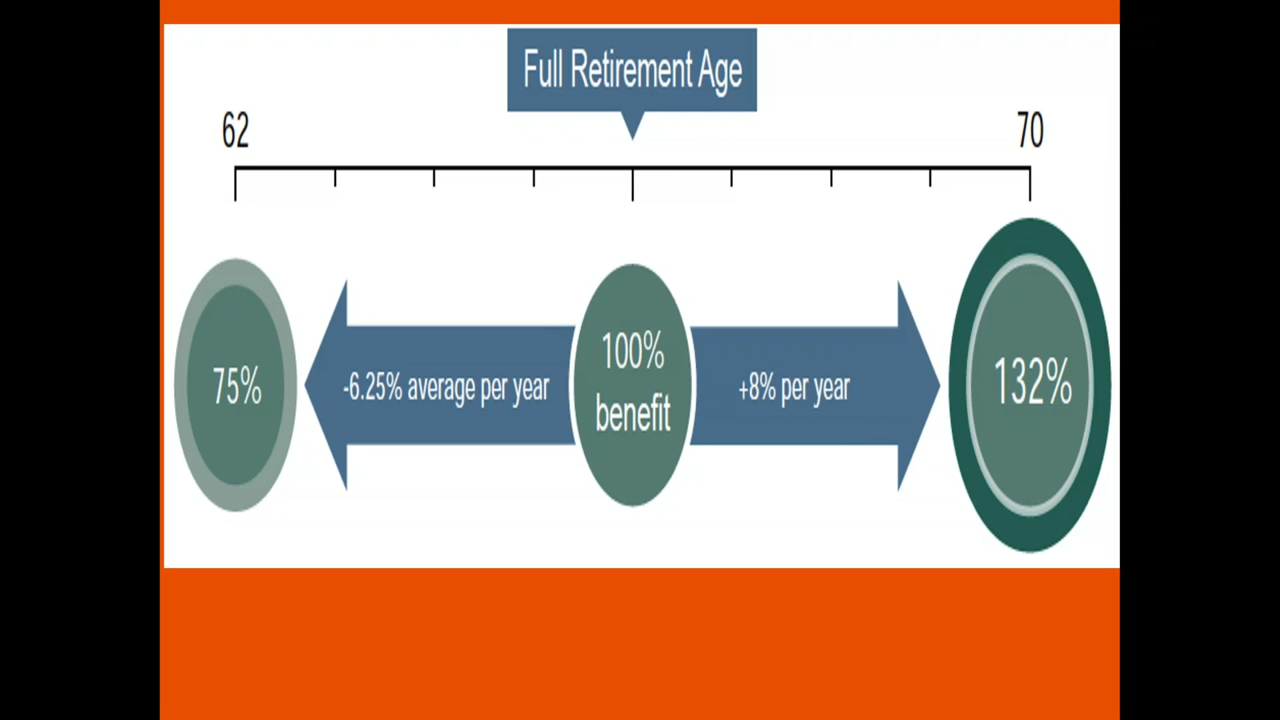 Full Retirement Age
62
70
75%
-6.25% average per year
100%
benefit
+8% per year
132%